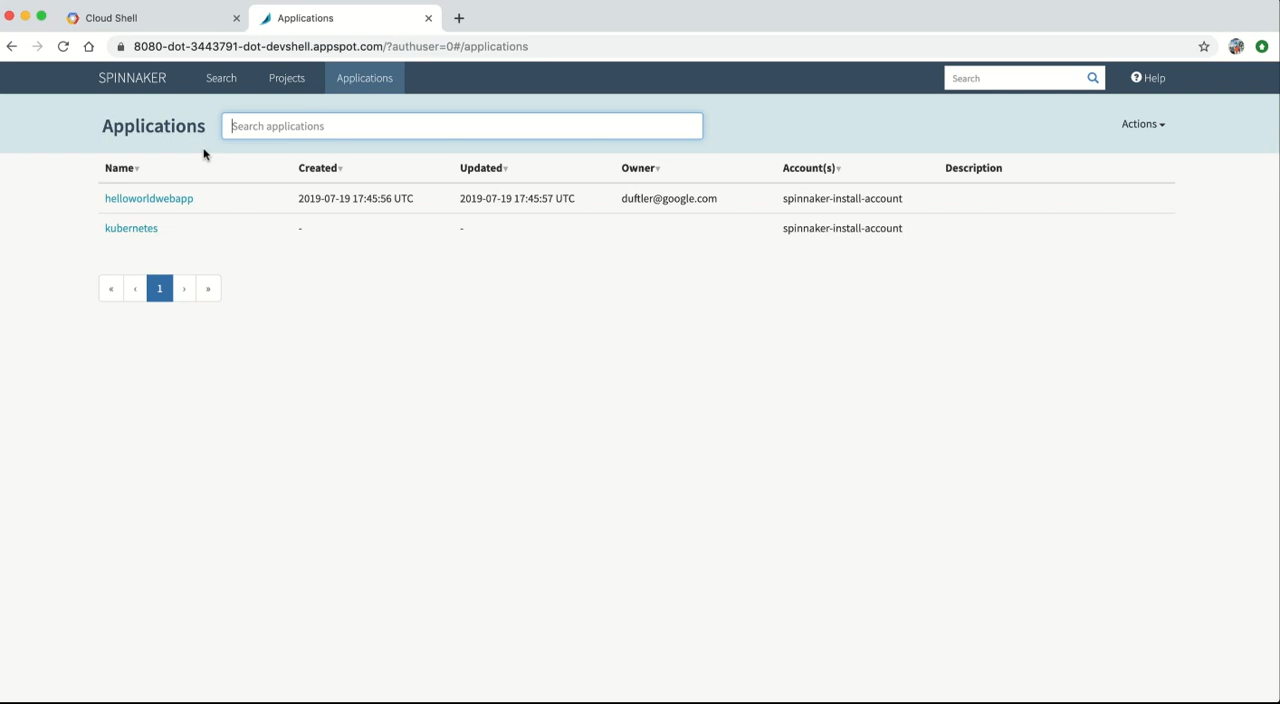 Cloud Shell
Applications
8080-dot-3443791-dot-devshell.appspot.com/?authuser=0#/applications
SPINNAKER Search Projects Applications Search Help
Applications Search applications Actions
Name Created Updated Owner Account(s) Description
helloworldwebapp 2019-07-19 17:45:56 UTC 2019-07-19 17:45:57 UTC duftler@google.com spinnaker-install-account
kubernetes - - spinnaker-install-account
« ‹ 1 › »